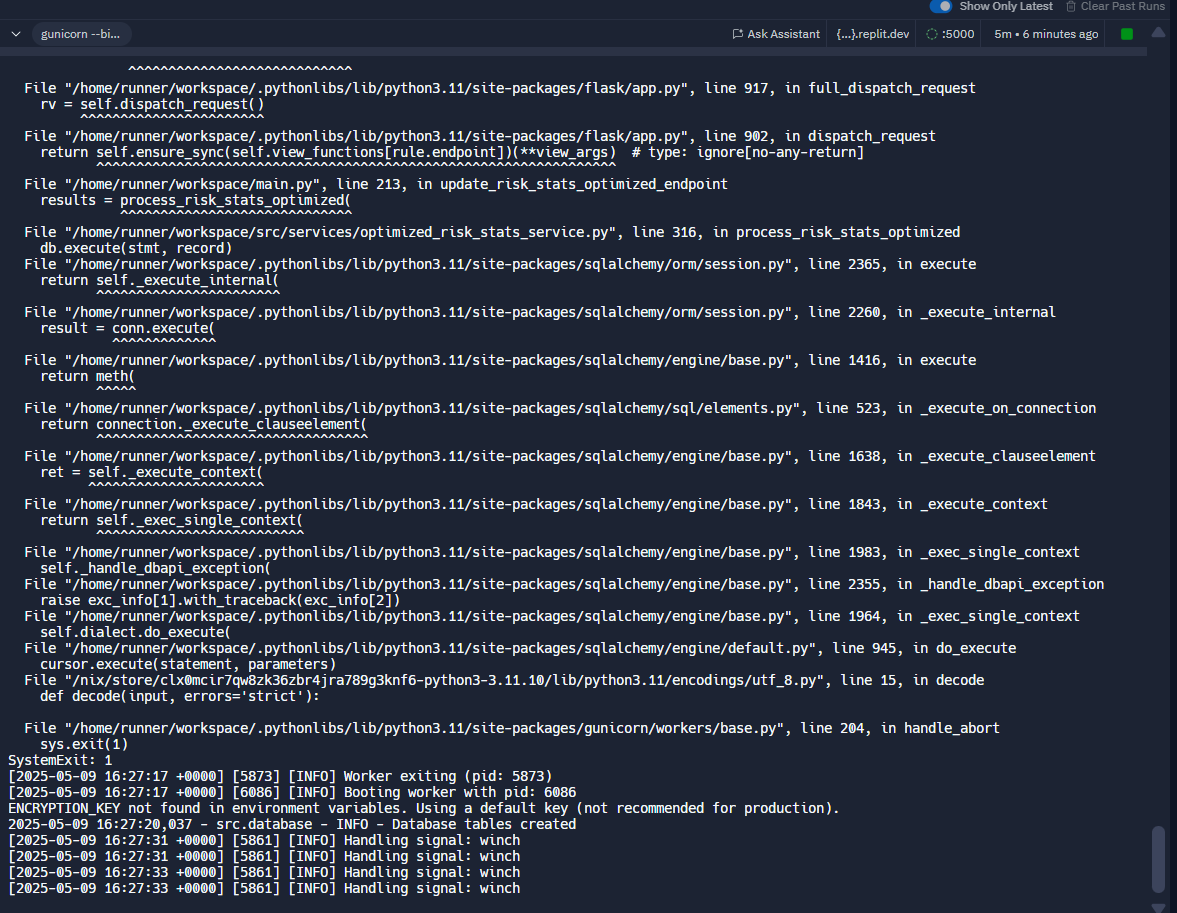 Show Only Latest Clear Past Runs
gunicorn --bi... Ask Assistant {...}.replit.dev :5000 5m • 6 minutes ago
^^^^^^^^^^^^^^^^^^^^^^^^^^^^
File "/home/runner/workspace/.pythonlibs/lib/python3.11/site-packages/flask/app.py", line 917, in full_dispatch_request
rv = self.dispatch_request()
^^^^^^^^^^^^^^^^^^^^^^^
File "/home/runner/workspace/.pythonlibs/lib/python3.11/site-packages/flask/app.py", line 902, in dispatch_request
return self.ensure_sync(self.view_functions[rule.endpoint])(**view_args)  # type: ignore[no-any-return]
^^^^^^^^^^^^^^^^^^^^^^^^^^^^^^^^^^^^^^^^^^^^^^^^^^^^^^^^^^^^^^^^^
File "/home/runner/workspace/main.py", line 213, in update_risk_stats_optimized_endpoint
results = process_risk_stats_optimized(
^^^^^^^^^^^^^^^^^^^^^^^^^^^^^
File "/home/runner/workspace/src/services/optimized_risk_stats_service.py", line 316, in process_risk_stats_optimized
db.execute(stmt, record)
File "/home/runner/workspace/.pythonlibs/lib/python3.11/site-packages/sqlalchemy/orm/session.py", line 2365, in execute
return self._execute_internal(
^^^^^^^^^^^^^^^^^^^^^^^
File "/home/runner/workspace/.pythonlibs/lib/python3.11/site-packages/sqlalchemy/orm/session.py", line 2260, in _execute_internal
result = conn.execute(
^^^^^^^^^^^^^
File "/home/runner/workspace/.pythonlibs/lib/python3.11/site-packages/sqlalchemy/engine/base.py", line 1416, in execute
return meth(
^^^^^
File "/home/runner/workspace/.pythonlibs/lib/python3.11/site-packages/sqlalchemy/sql/elements.py", line 523, in _execute_on_connection
return connection._execute_clauseelement(
^^^^^^^^^^^^^^^^^^^^^^^^^^^^^^^^^^
File "/home/runner/workspace/.pythonlibs/lib/python3.11/site-packages/sqlalchemy/engine/base.py", line 1638, in _execute_clauseelement
ret = self._execute_context(
^^^^^^^^^^^^^^^^^^^^^^
File "/home/runner/workspace/.pythonlibs/lib/python3.11/site-packages/sqlalchemy/engine/base.py", line 1843, in _execute_context
return self._exec_single_context(
^^^^^^^^^^^^^^^^^^^^^^^^^^
File "/home/runner/workspace/.pythonlibs/lib/python3.11/site-packages/sqlalchemy/engine/base.py", line 1983, in _exec_single_context
self._handle_dbapi_exception(
File "/home/runner/workspace/.pythonlibs/lib/python3.11/site-packages/sqlalchemy/engine/base.py", line 2355, in _handle_dbapi_exception
raise exc_info[1].with_traceback(exc_info[2])
File "/home/runner/workspace/.pythonlibs/lib/python3.11/site-packages/sqlalchemy/engine/base.py", line 1964, in _exec_single_context
self.dialect.do_execute(
File "/home/runner/workspace/.pythonlibs/lib/python3.11/site-packages/sqlalchemy/engine/default.py", line 945, in do_execute
cursor.execute(statement, parameters)
File "/nix/store/clx0mcir7qw8zk36zbr4jra789g3knf6-python3-3.11.10/lib/python3.11/encodings/utf_8.py", line 15, in decode
def decode(input, errors='strict'):
File "/home/runner/workspace/.pythonlibs/lib/python3.11/site-packages/gunicorn/workers/base.py", line 204, in handle_abort
sys.exit(1)
SystemExit: 1
[2025-05-09 16:27:17 +0000] [5873] [INFO] Worker exiting (pid: 5873)
[2025-05-09 16:27:17 +0000] [6086] [INFO] Booting worker with pid: 6086
ENCRYPTION_KEY not found in environment variables. Using a default key (not recommended for production).
2025-05-09 16:27:20,037 - src.database - INFO - Database tables created
[2025-05-09 16:27:31 +0000] [5861] [INFO] Handling signal: winch
[2025-05-09 16:27:31 +0000] [5861] [INFO] Handling signal: winch
[2025-05-09 16:27:33 +0000] [5861] [INFO] Handling signal: winch
[2025-05-09 16:27:33 +0000] [5861] [INFO] Handling signal: winch